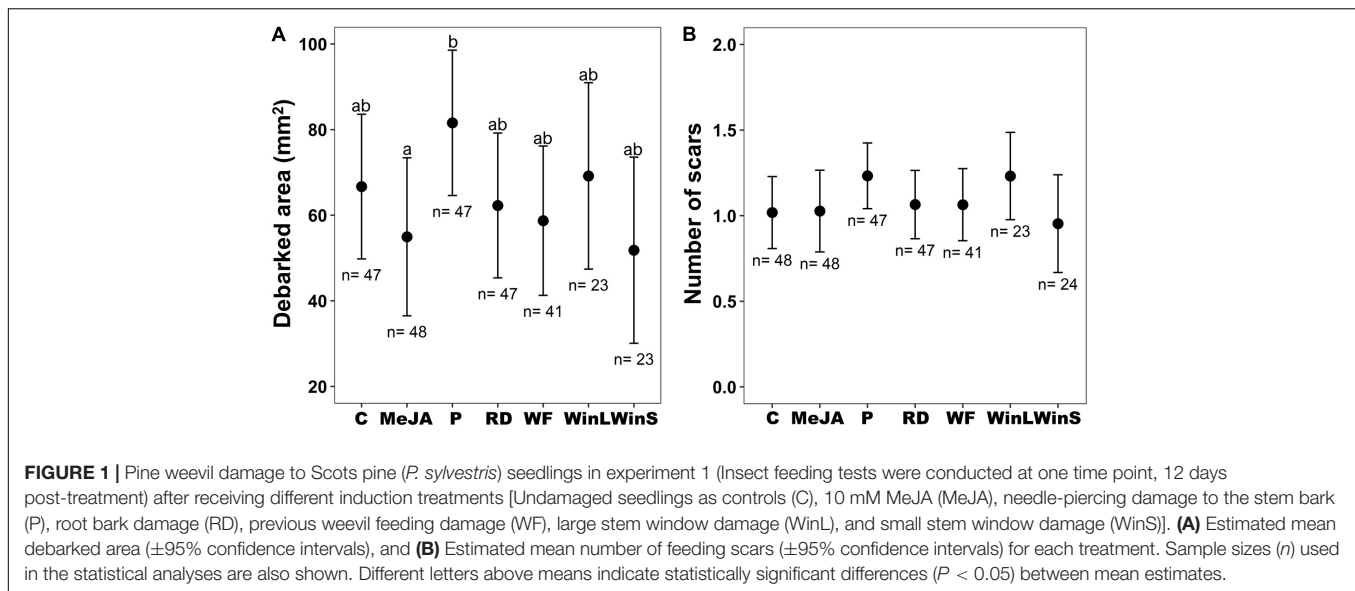 A
B
100
80
60
40
20
Debarked area (mm²)
ab
a
b
ab
ab
ab
ab
n= 47
n= 48
n= 47
n= 47
n= 41
n= 23
n= 23
C MeJA P RD WF WinL WinS
2.0
1.5
1.0
0.5
0.0
Number of scars
n= 48
n= 48
n= 47
n= 47
n= 41
n= 23
n= 24
C MeJA P RD WF WinL WinS
FIGURE 1 | Pine weevil damage to Scots pine (P. sylvestris) seedlings in experiment 1 (Insect feeding tests were conducted at one time point, 12 days
post-treatment) after receiving different induction treatments [Undamaged seedlings as controls (C), 10 mM MeJA (MeJA), needle-piercing damage to the stem bark
(P), root bark damage (RD), previous weevil feeding damage (WF), large stem window damage (WinL), and small stem window damage (WinS)]. (A) Estimated mean
debarked area (±95% confidence intervals), and (B) Estimated mean number of feeding scars (±95% confidence intervals) for each treatment. Sample sizes (n) used
in the statistical analyses are also shown. Different letters above means indicate statistically significant differences (P < 0.05) between mean estimates.